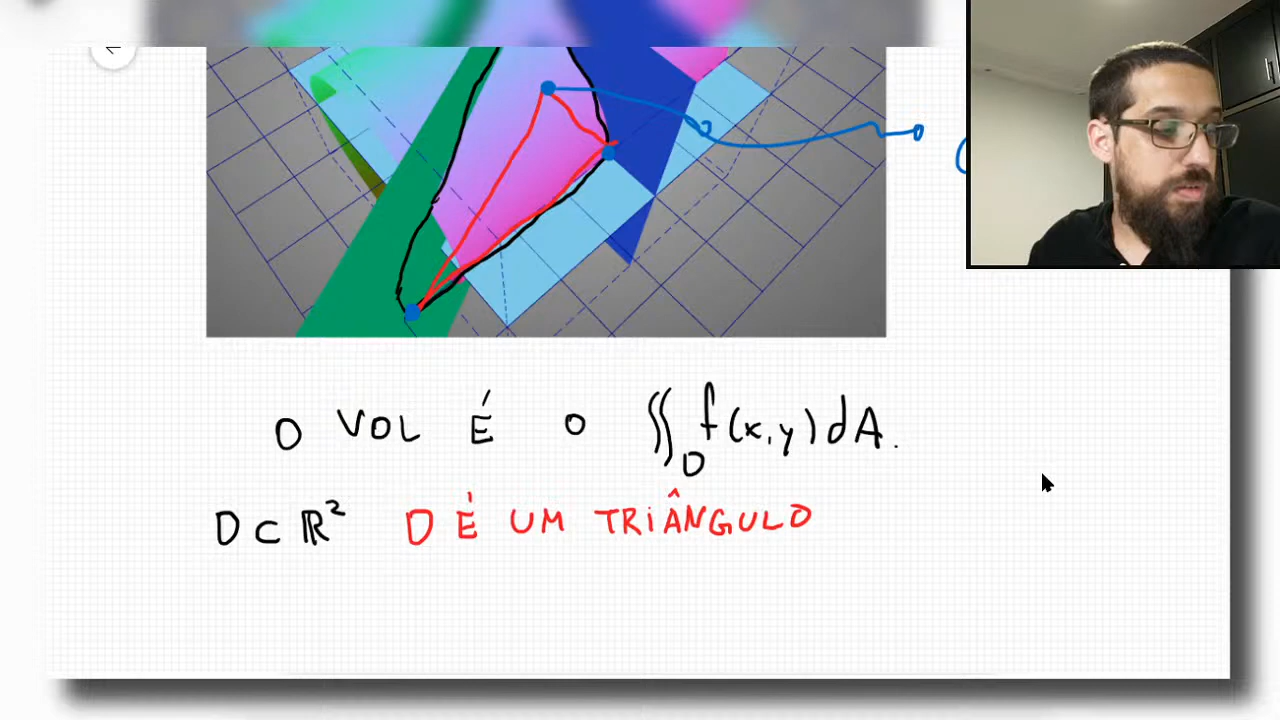 O VOL É O ∬_D f(x,y)dA.
D⊂ℝ² D É UM TRIÂNGULO